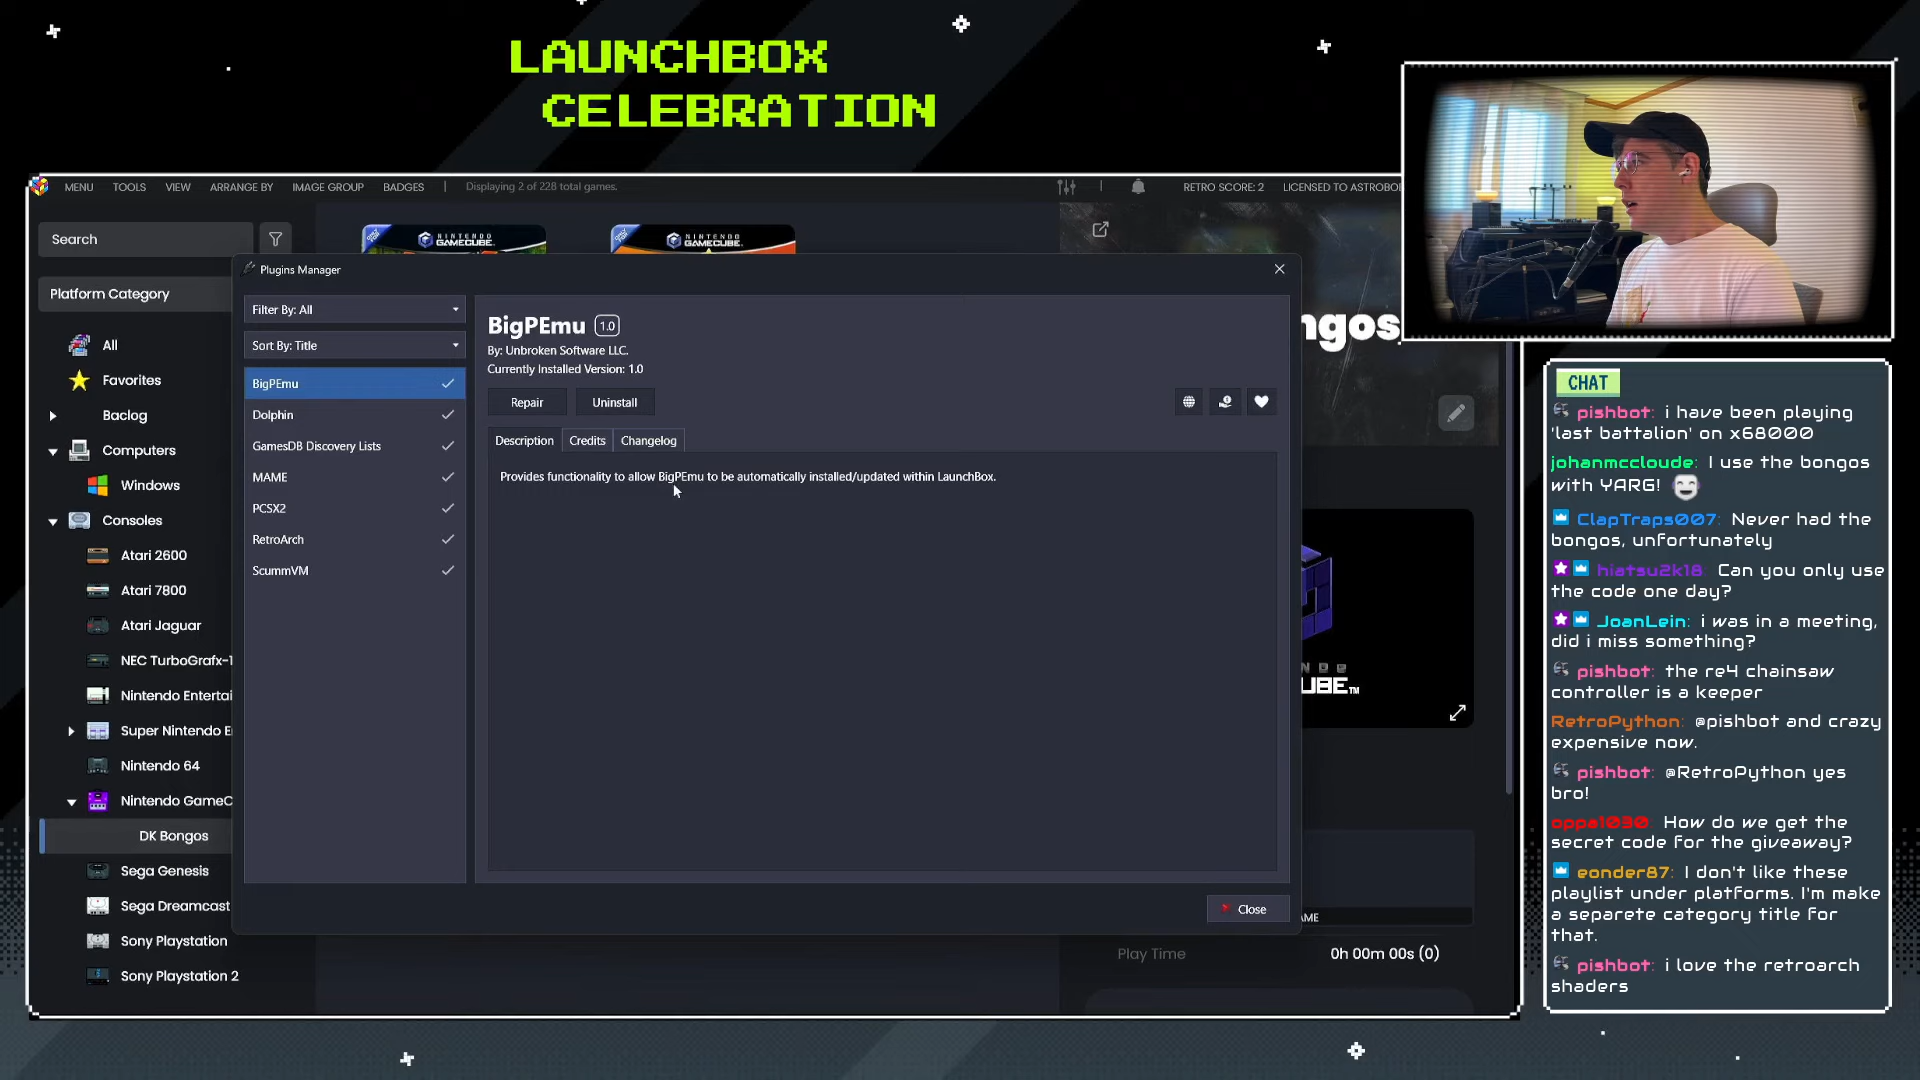 LAUNCHBOX
CELEBRATION
MENU TOOLS VIEW ARRANGE BY IMAGE GROUP BADGES | Displaying 2 of 228 total games. RETRO SCORE: 2 LICENSED TO ASTROBO
Search
NINTENDO GAMECUBE
NINTENDO GAMECUBE
Platform Category
All
Favorites
Baclog
Computers
Windows
Consoles
Atari 2600
Atari 7800
Atari Jaguar
NEC TurboGrafx-1
Nintendo Entertai
Super Nintendo E
Nintendo 64
Nintendo GameC
DK Bongos
Sega Genesis
Sega Dreamcast
Sony Playstation
Sony Playstation 2
Plugins Manager
Filter By: All
Sort By: Title
BigPEmu
Dolphin
GamesDB Discovery Lists
MAME
PCSX2
RetroArch
ScummVM
BigPEmu 1.0
By: Unbroken Software LLC.
Currently Installed Version: 1.0
Repair Uninstall
Description Credits Changelog
Provides functionality to allow BigPEmu to be automatically installed/updated within LaunchBox.
Close
ngos
UBE™
AME
Play Time 0h 00m 00s (0)
CHAT
pishbot: i have been playing
'last battalion' on x68000
johanmccloude: I use the bongos
with YARG!
ClapTraps007: Never had the
bongos, unfortunately
hiatsu2k18: Can you only use
the code one day?
JoanLein: i was in a meeting,
did i miss something?
pishbot: the re4 chainsaw
controller is a keeper
RetroPython: @pishbot and crazy
expensive now.
pishbot: @RetroPython yes
bro!
oppa1030: How do we get the
secret code for the giveaway?
eonder87: I don't like these
playlist under platforms. I'm make
a separete category title for
that.
pishbot: i love the retroarch
shaders